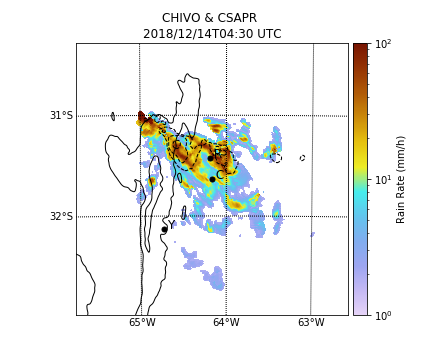 CHIVO & CSAPR
2018/12/14T04:30 UTC
10²
31°S
R
10¹
Rain Rate (mm/h)
C
32°S
Y
10⁰
65°W
64°W
63°W